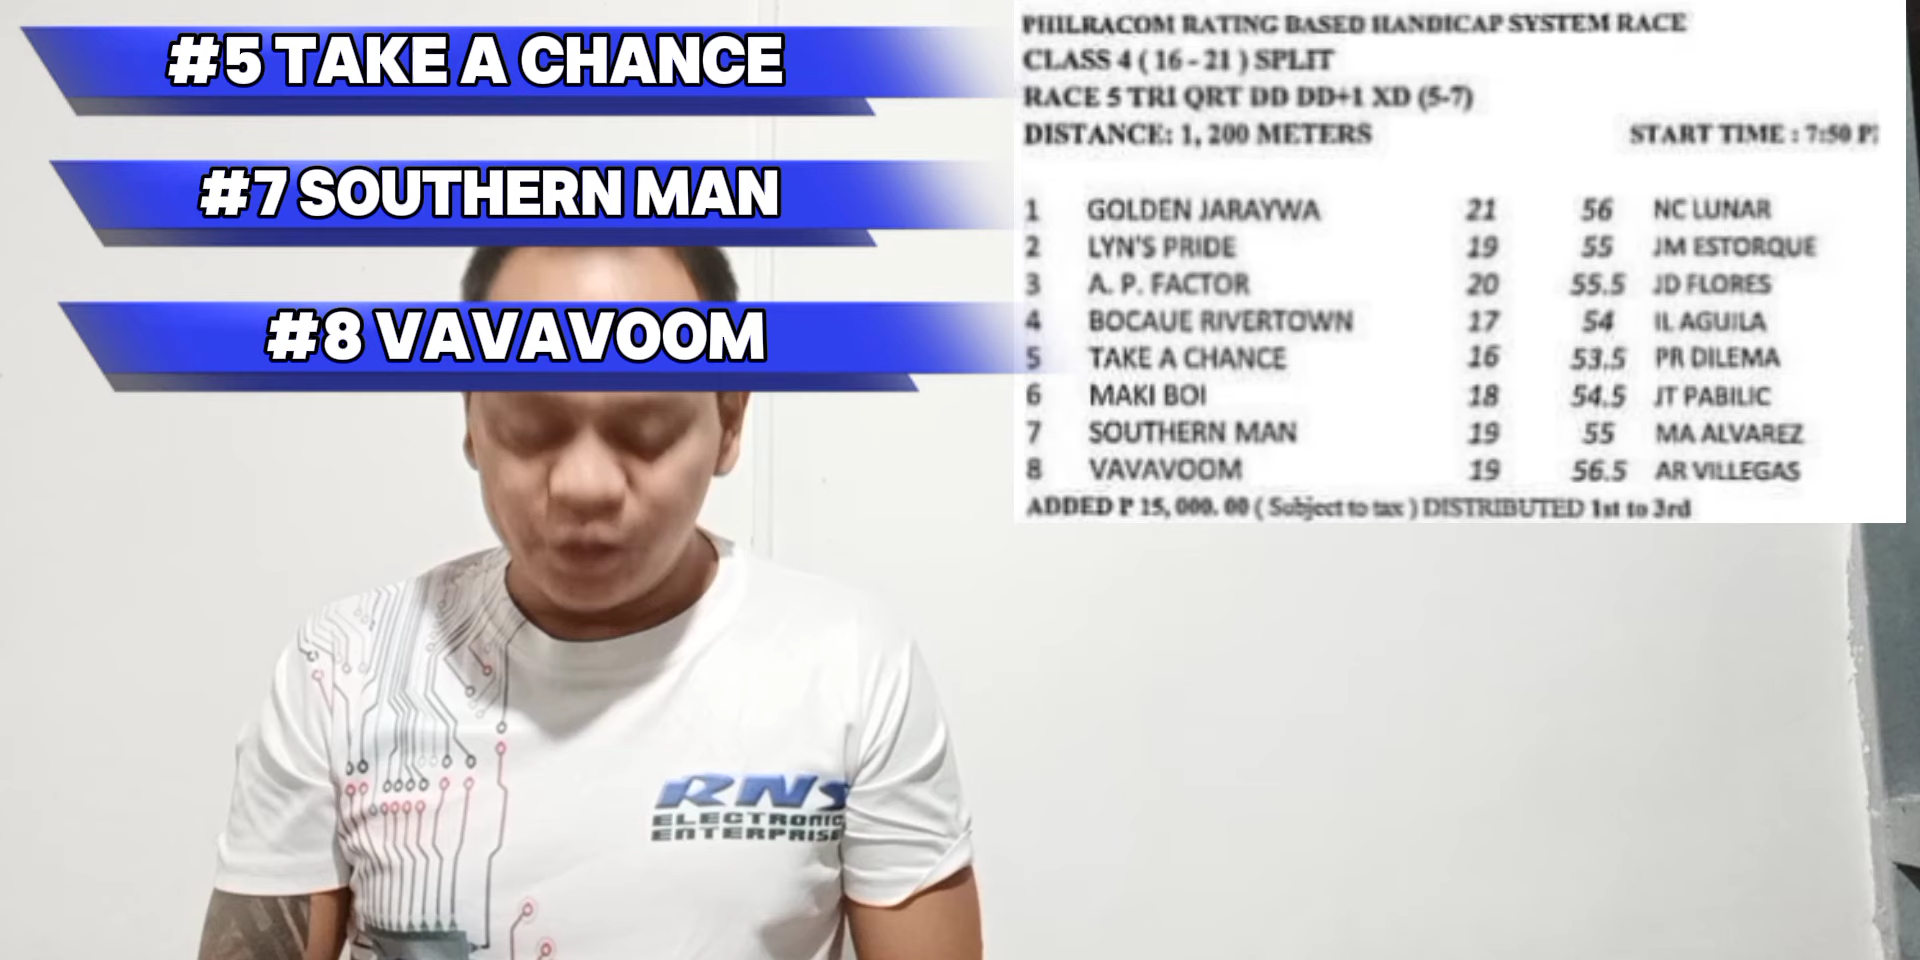 #5 TAKE A CHANCE
#7 SOUTHERN MAN
#8 VAVAVOOM
PHILRACOM RATING BASED HANDICAP SYSTEM RACE
CLASS 4 ( 16 - 21 ) SPLIT
RACE 5 TRI QRT DD DD+1 XD (5-7)
DISTANCE: 1, 200 METERS START TIME : 7:50 P
1 GOLDEN JARAYWA 21 56 NC LUNAR
2 LYN'S PRIDE 19 55 JM ESTORQUE
3 A. P. FACTOR 20 55.5 JD FLORES
4 BOCAUE RIVERTOWN 17 54 IL AGUILA
5 TAKE A CHANCE 16 53.5 PR DILEMA
6 MAKI BOI 18 54.5 JT PABILIC
7 SOUTHERN MAN 19 55 MA ALVAREZ
8 VAVAVOOM 19 56.5 AR VILLEGAS
ADDED P 15, 000. 00 ( Subject to tax ) DISTRIBUTED 1st to 3rd
RNS
ELECTRONIC
ENTERPRISE